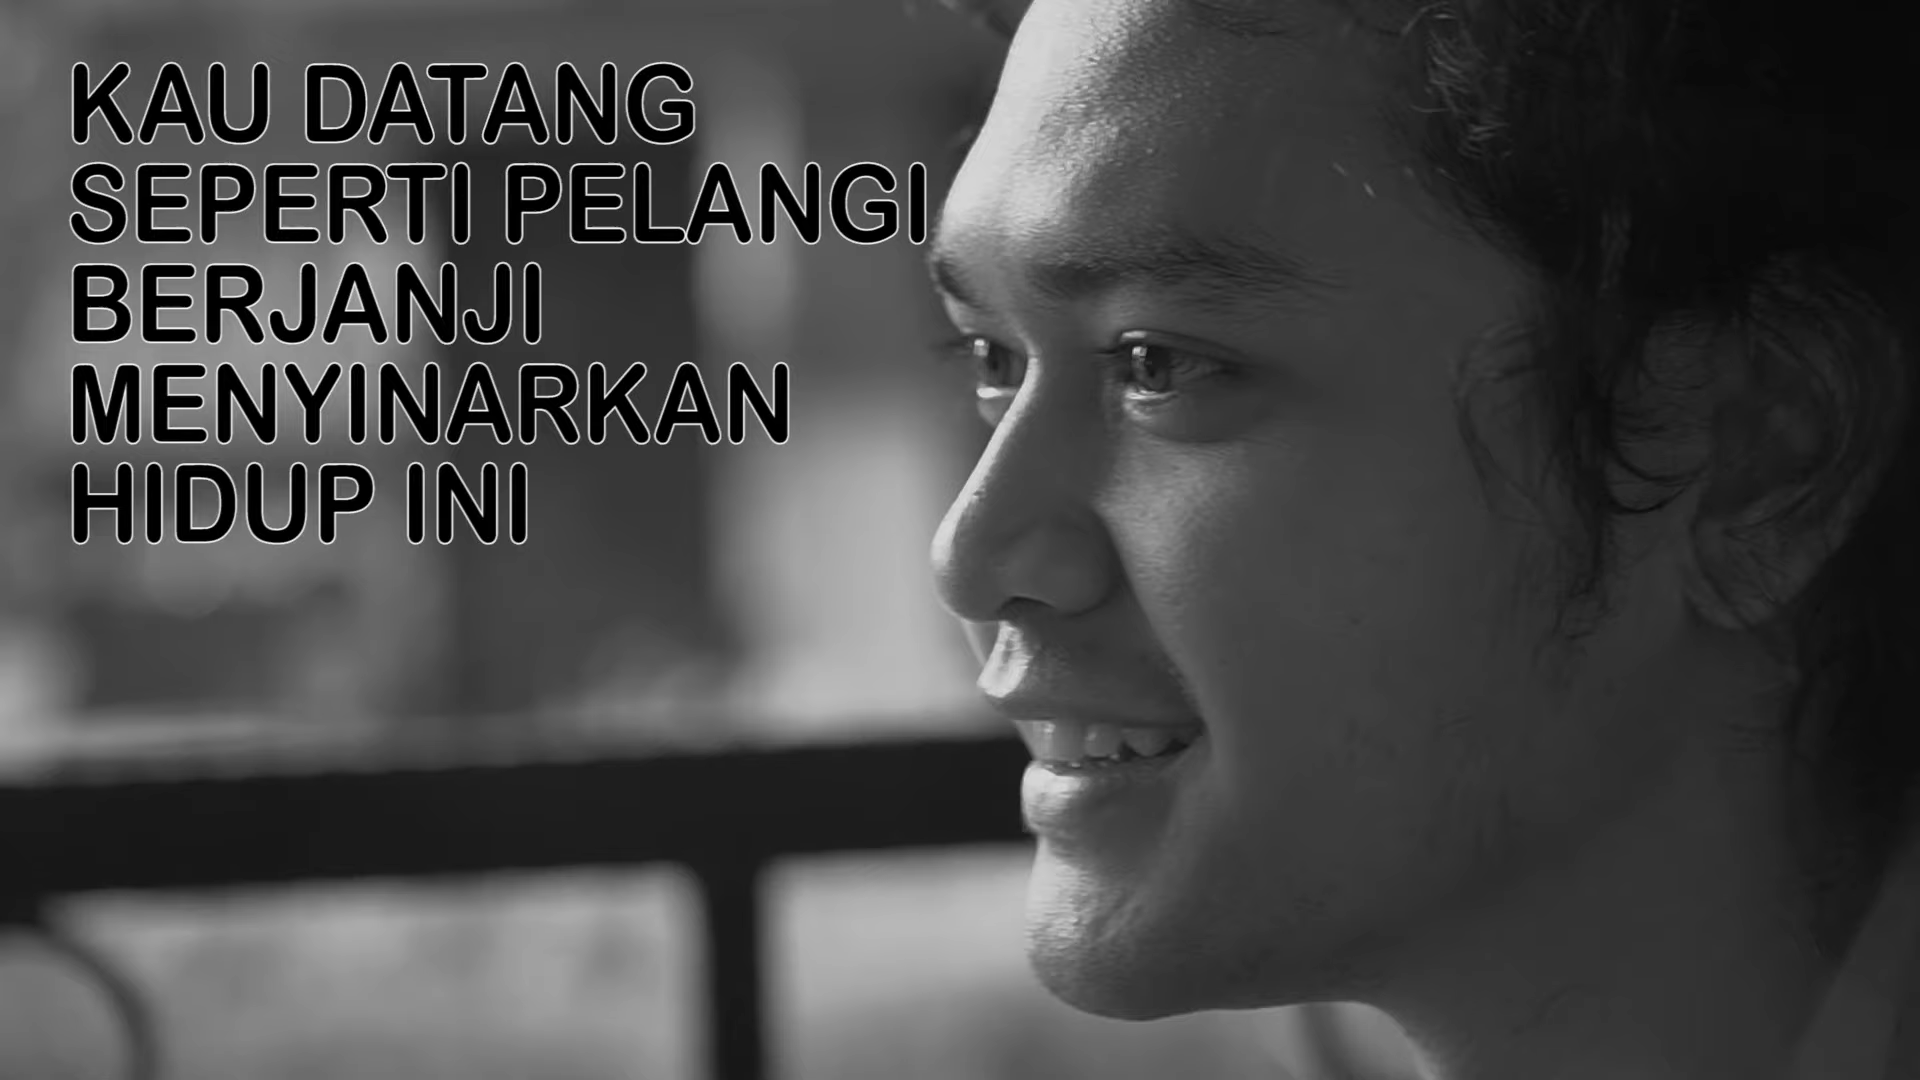 KAU DATANG
SEPERTI PELANGI
BERJANJI
MENYINARKAN
HIDUP INI